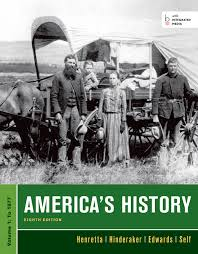 b
with
INTEGRATED
MEDIA
Volume 1: To 1877
AMERICA'S HISTORY
EIGHTH EDITION
Henretta | Hinderaker | Edwards | Self